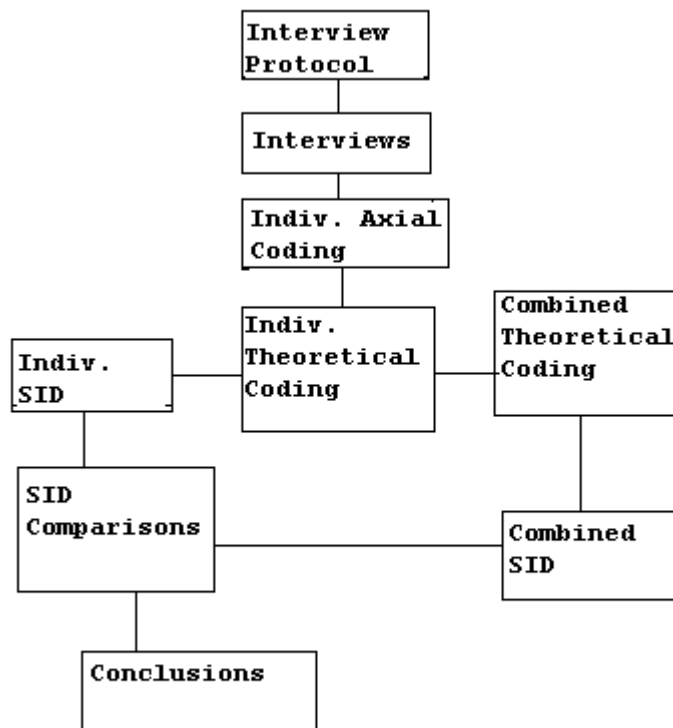 Interview
Protocol
Interviews
Indiv. Axial
Coding
Indiv.
Theoretical
Coding
Combined
Theoretical
Coding
Indiv.
SID
SID
Comparisons
Combined
SID
Conclusions